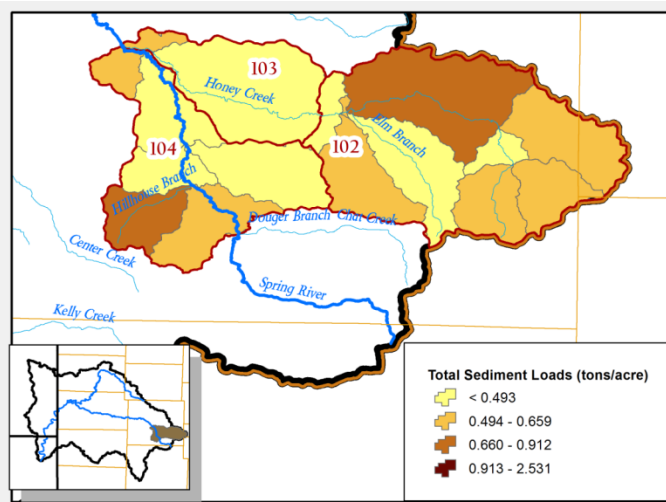 103
Honey Creek
104
102
Elm Branch
Hillhouse Branch
Douger Branch Chat Creek
Center Creek
Spring River
Kelly Creek
Total Sediment Loads (tons/acre)
< 0.493
0.494 - 0.659
0.660 - 0.912
0.913 - 2.531